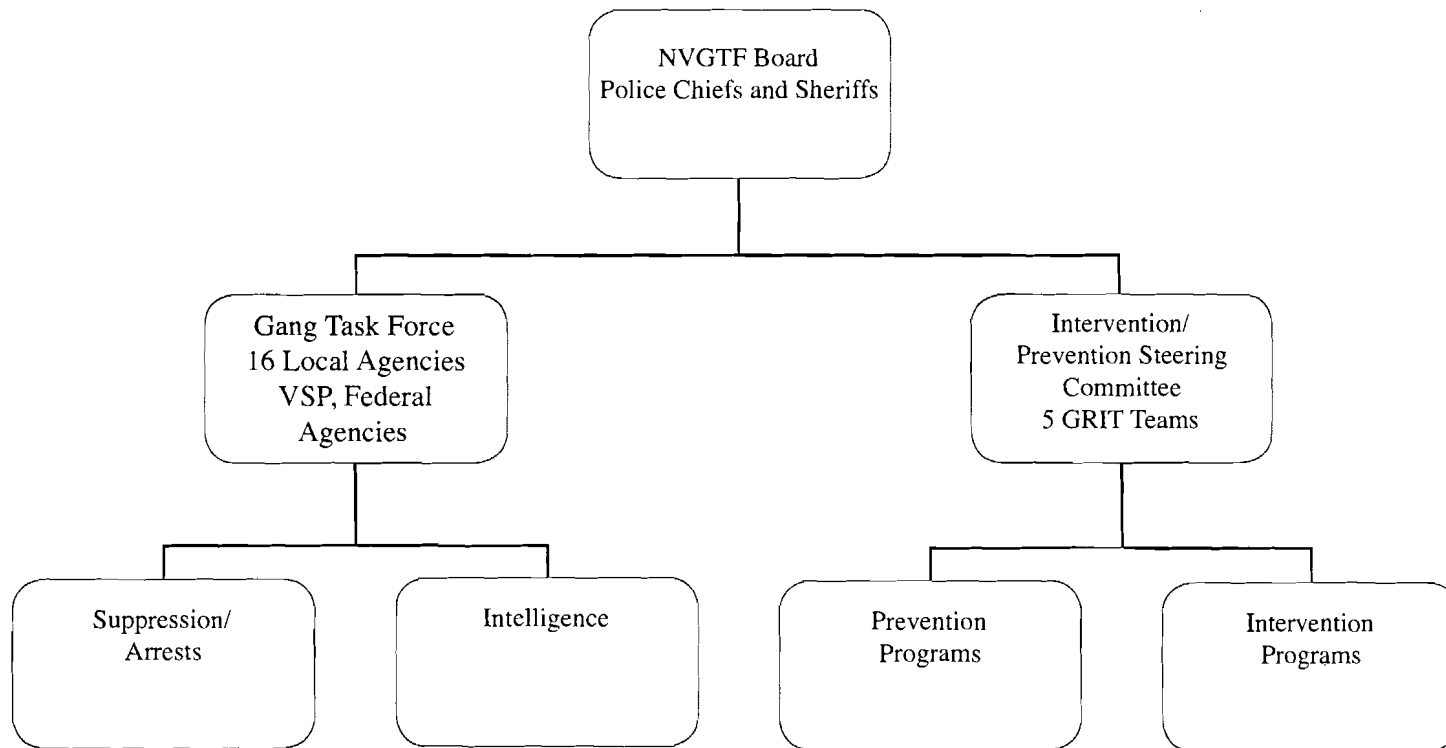 NVGTF Board
Police Chiefs and Sheriffs
Gang Task Force
16 Local Agencies
VSP, Federal
Agencies
Intervention/
Prevention Steering
Committee
5 GRIT Teams
Suppression/
Arrests
Intelligence
Prevention
Programs
Intervention
Programs